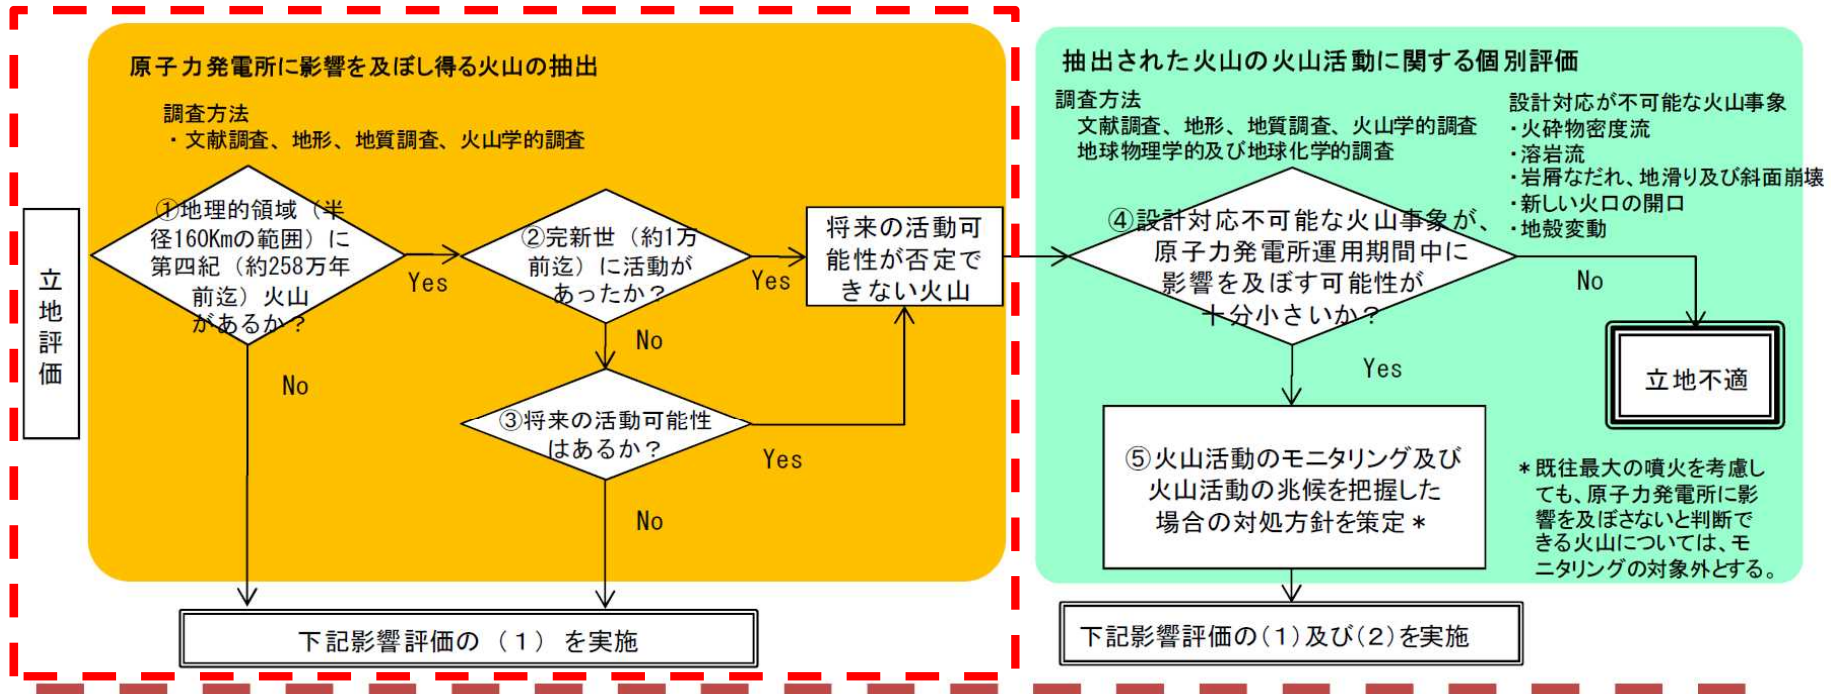 原子力発電所に影響を及ぼし得る火山の抽出
調査方法
・文献調査、地形、地質調査、火山学的調査
立地評価
①地理的領域（半
径160Kmの範囲）に
第四紀（約258万年
前迄）火山
があるか？
Yes
No
②完新世（約1万
前迄）に活動が
あったか？
Yes
No
③将来の活動可能性
はあるか？
Yes
No
将来の活動可
能性が否定で
きない火山
下記影響評価の（１）を実施
抽出された火山の火山活動に関する個別評価
調査方法
文献調査、地形、地質調査、火山学的調査
地球物理学的及び地球化学的調査
設計対応が不可能な火山事象
・火砕物密度流
・溶岩流
・岩屑なだれ、地滑り及び斜面崩壊
・新しい火口の開口
・地殻変動
④設計対応不可能な火山事象が、
原子力発電所運用期間中に
影響を及ぼす可能性が
十分小さいか？
No
Yes
立地不適
⑤火山活動のモニタリング及び
火山活動の兆候を把握した
場合の対処方針を策定＊
＊既往最大の噴火を考慮し
ても、原子力発電所に影
響を及ぼさないと判断で
きる火山については、モ
ニタリングの対象外とする。
下記影響評価の(１)及び(２)を実施